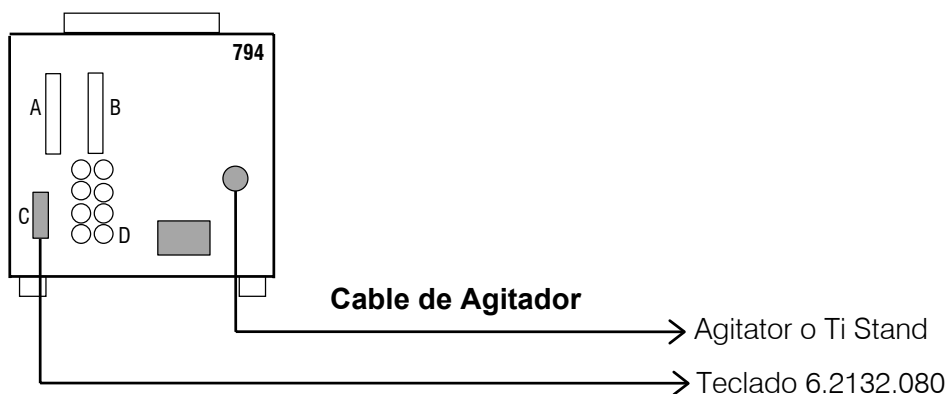 794
A
B
C
D
Cable de Agitador
Agitator o Ti Stand
Teclado 6.2132.080